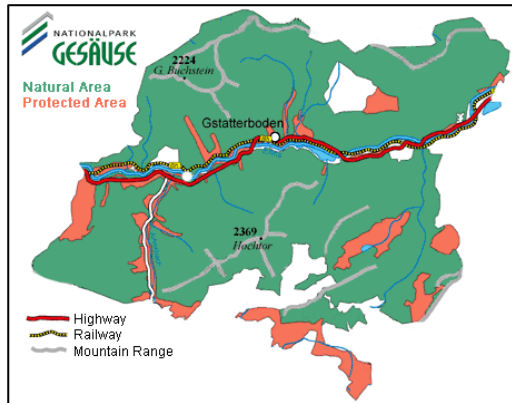 NATIONALPARK
GESÄUSE
Natural Area
Protected Area
2224
G. Buchstein
Gstatterboden
2369
Hochtor
Highway
Railway
Mountain Range